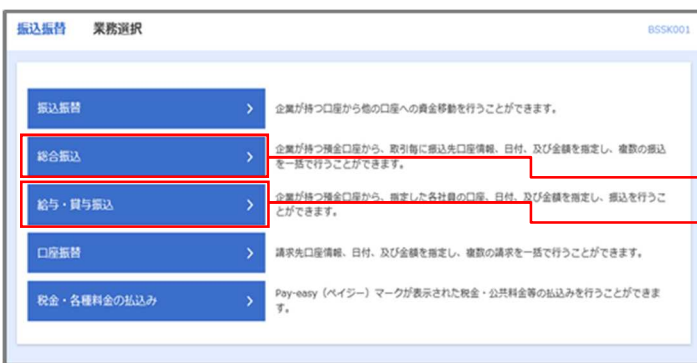 振込振替 業務選択
BSSK001
振込振替
企業が持つ口座から他の口座への資金移動を行うことができます。
総合振込
企業が持つ預金口座から、取引毎に振込先口座情報、日付、及び金額を指定し、複数の振込
を一括で行うことができます。
給与・賞与振込
企業が持つ預金口座から、指定した各社員の口座、日付、及び金額を指定し、振込を行うこ
とができます。
口座振替
請求先口座情報、日付、及び金額を指定し、複数の請求を一括で行うことができます。
税金・各種料金の払込み
Pay-easy（ペイジー）マークが表示された税金・公共料金等の払込みを行うことができま
す。